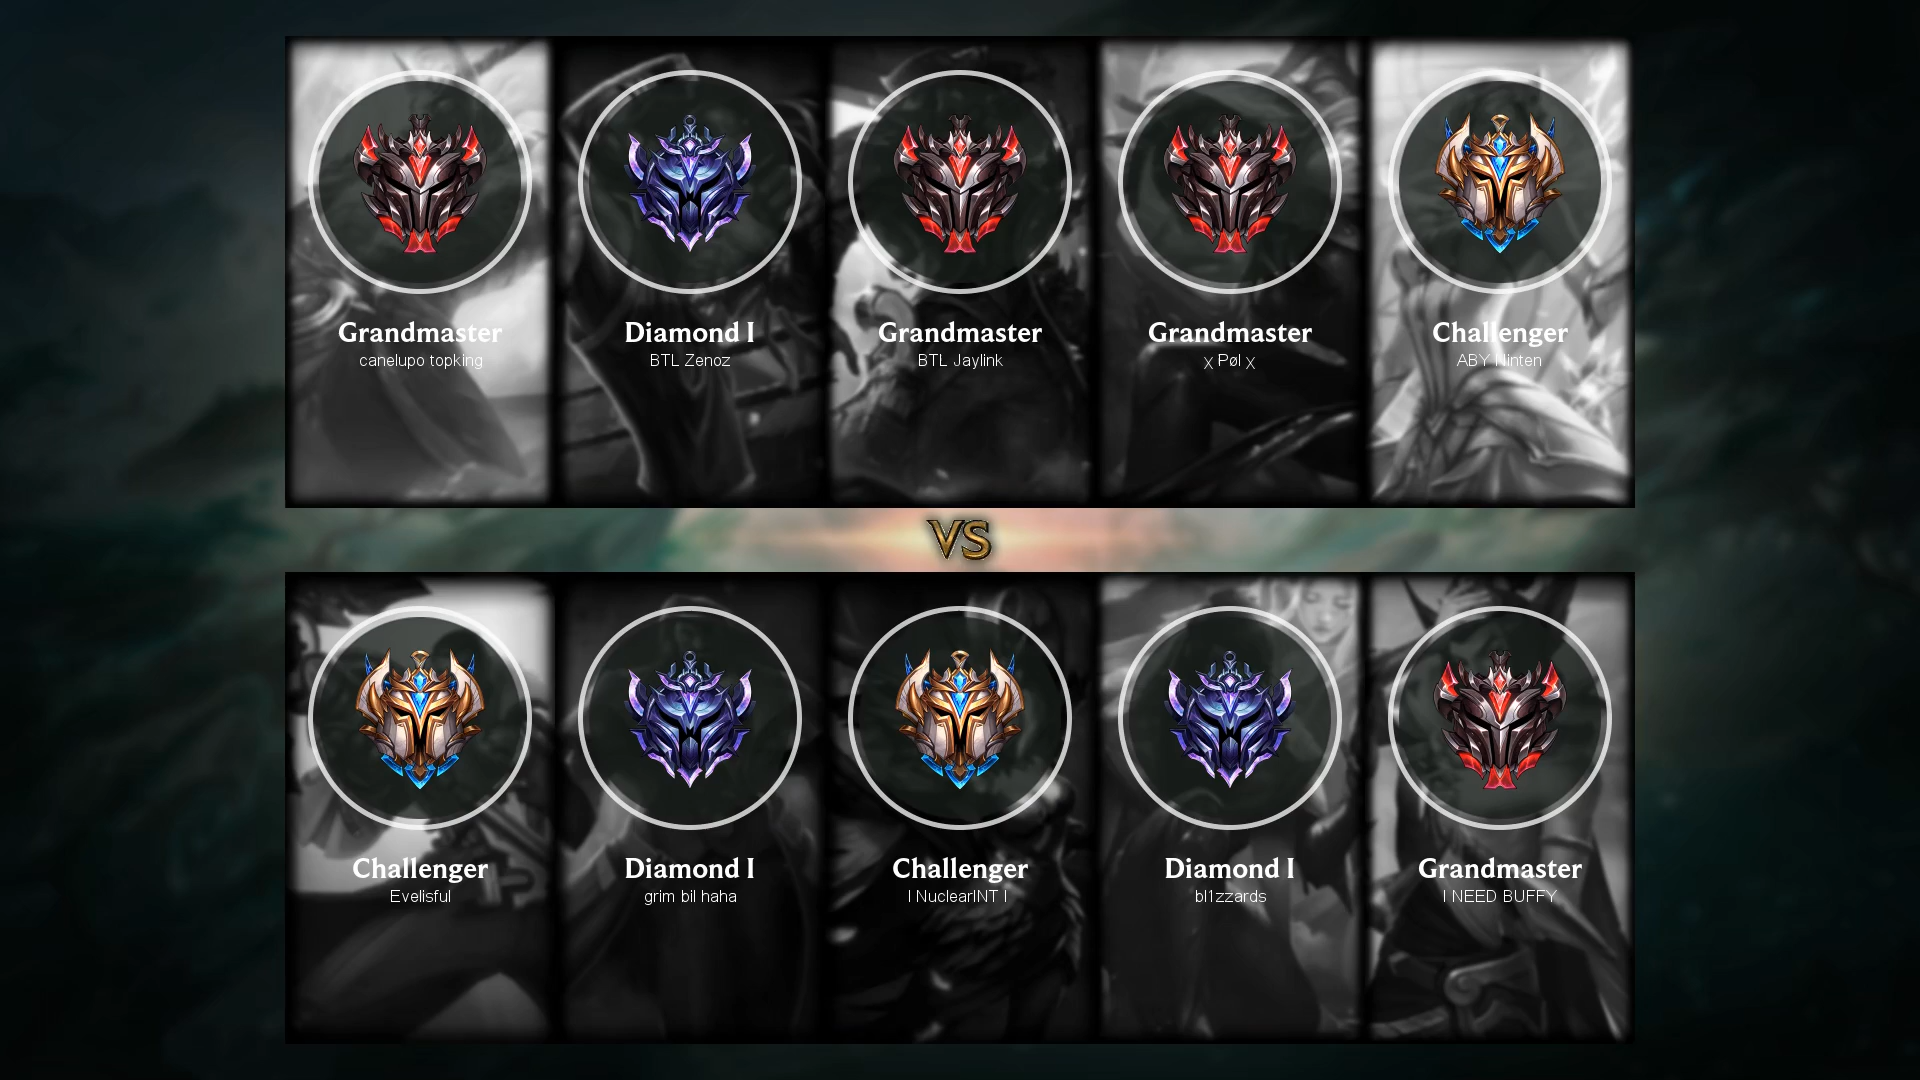 Grandmaster
canelupo topking
Diamond I
BTL Zenoz
Grandmaster
BTL Jaylink
Grandmaster
χ Pøl χ
Challenger
ABY Ninten
VS
Challenger
Evelisful
Diamond I
grim bil haha
Challenger
l NuclearINT l
Diamond I
bl1zzards
Grandmaster
I NEED BUFFY